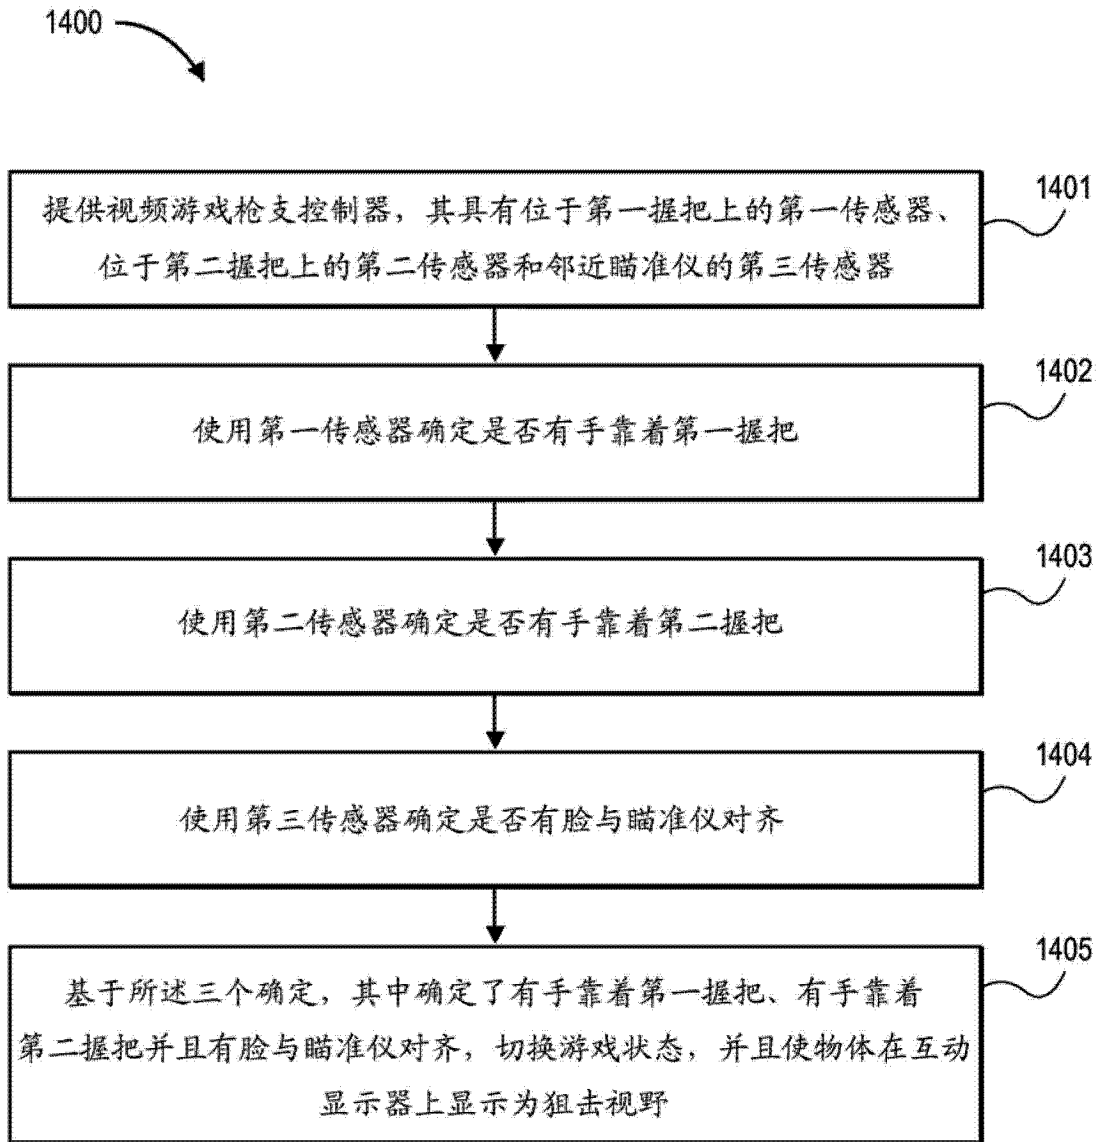 1400
1401
提供视频游戏枪支控制器，其具有位于第一握把上的第一传感器、
位于第二握把上的第二传感器和邻近瞄准仪的第三传感器
1402
使用第一传感器确定是否有手靠着第一握把
1403
使用第二传感器确定是否有手靠着第二握把
1404
使用第三传感器确定是否有脸与瞄准仪对齐
1405
基于所述三个确定，其中确定了有手靠着第一握把、有手靠着
第二握把并且有脸与瞄准仪对齐，切换游戏状态，并且使物体在互动
显示器上显示为狙击视野